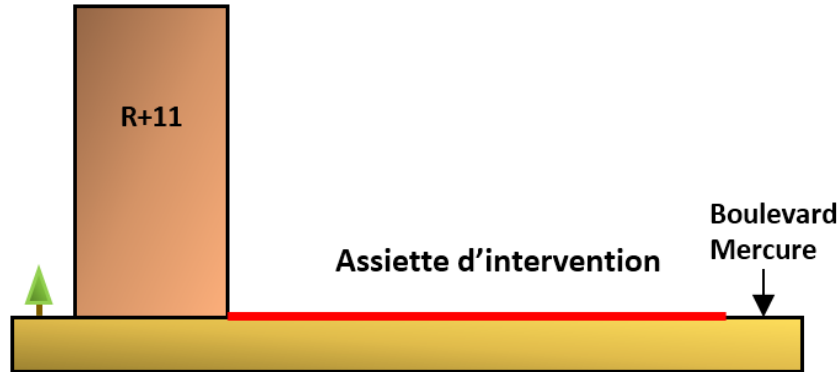 R+11
Boulevard
Mercure
Assiette d’intervention